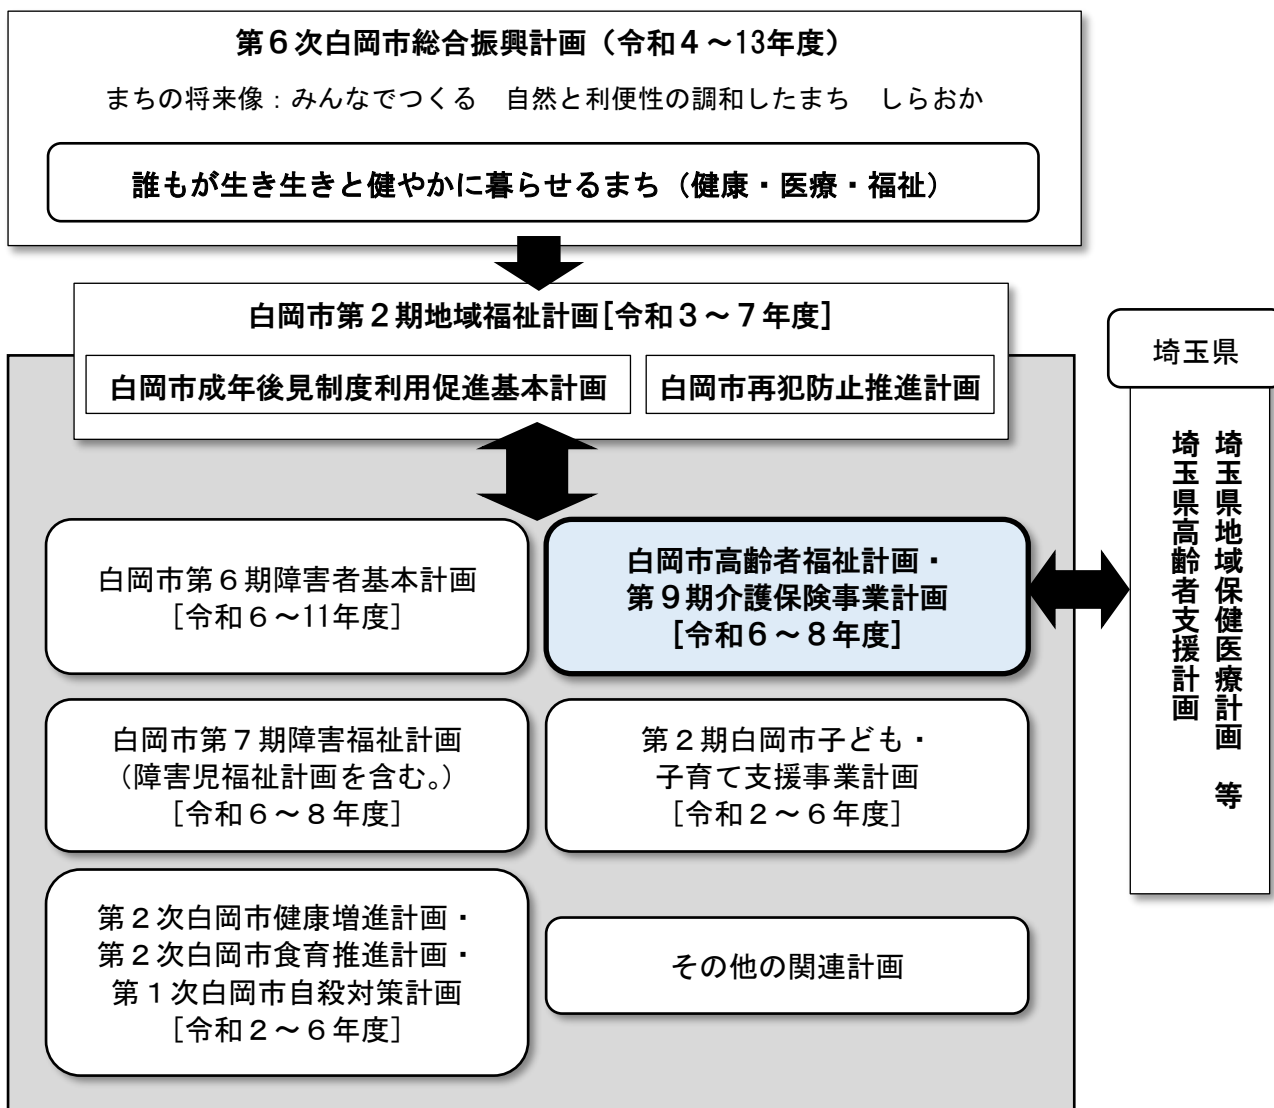 第６次白岡市総合振興計画（令和４～13年度）
まちの将来像：みんなでつくる　自然と利便性の調和したまち　しらおか
誰もが生き生きと健やかに暮らせるまち（健康・医療・福祉）
白岡市第２期地域福祉計画[令和３～７年度]
白岡市成年後見制度利用促進基本計画
白岡市再犯防止推進計画
埼玉県
埼玉県地域保健医療計画　等
埼玉県高齢者支援計画
白岡市第６期障害者基本計画
[令和６～11年度]
白岡市高齢者福祉計画・
第９期介護保険事業計画
[令和６～８年度]
白岡市第７期障害福祉計画
（障害児福祉計画を含む。）
[令和６～８年度]
第２期白岡市子ども・
子育て支援事業計画
[令和２～６年度]
第２次白岡市健康増進計画・
第２次白岡市食育推進計画・
第１次白岡市自殺対策計画
[令和２～６年度]
その他の関連計画